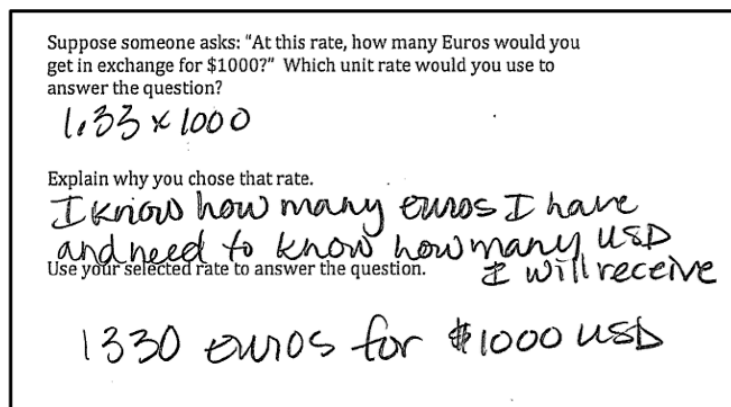 Suppose someone asks: “At this rate, how many Euros would you
get in exchange for $1000?” Which unit rate would you use to
answer the question?
1.33 x 1000
Explain why you chose that rate.
I know how many euros I have
and need to know how many USD
I will receive
Use your selected rate to answer the question.
1330 euros for $1000 USD